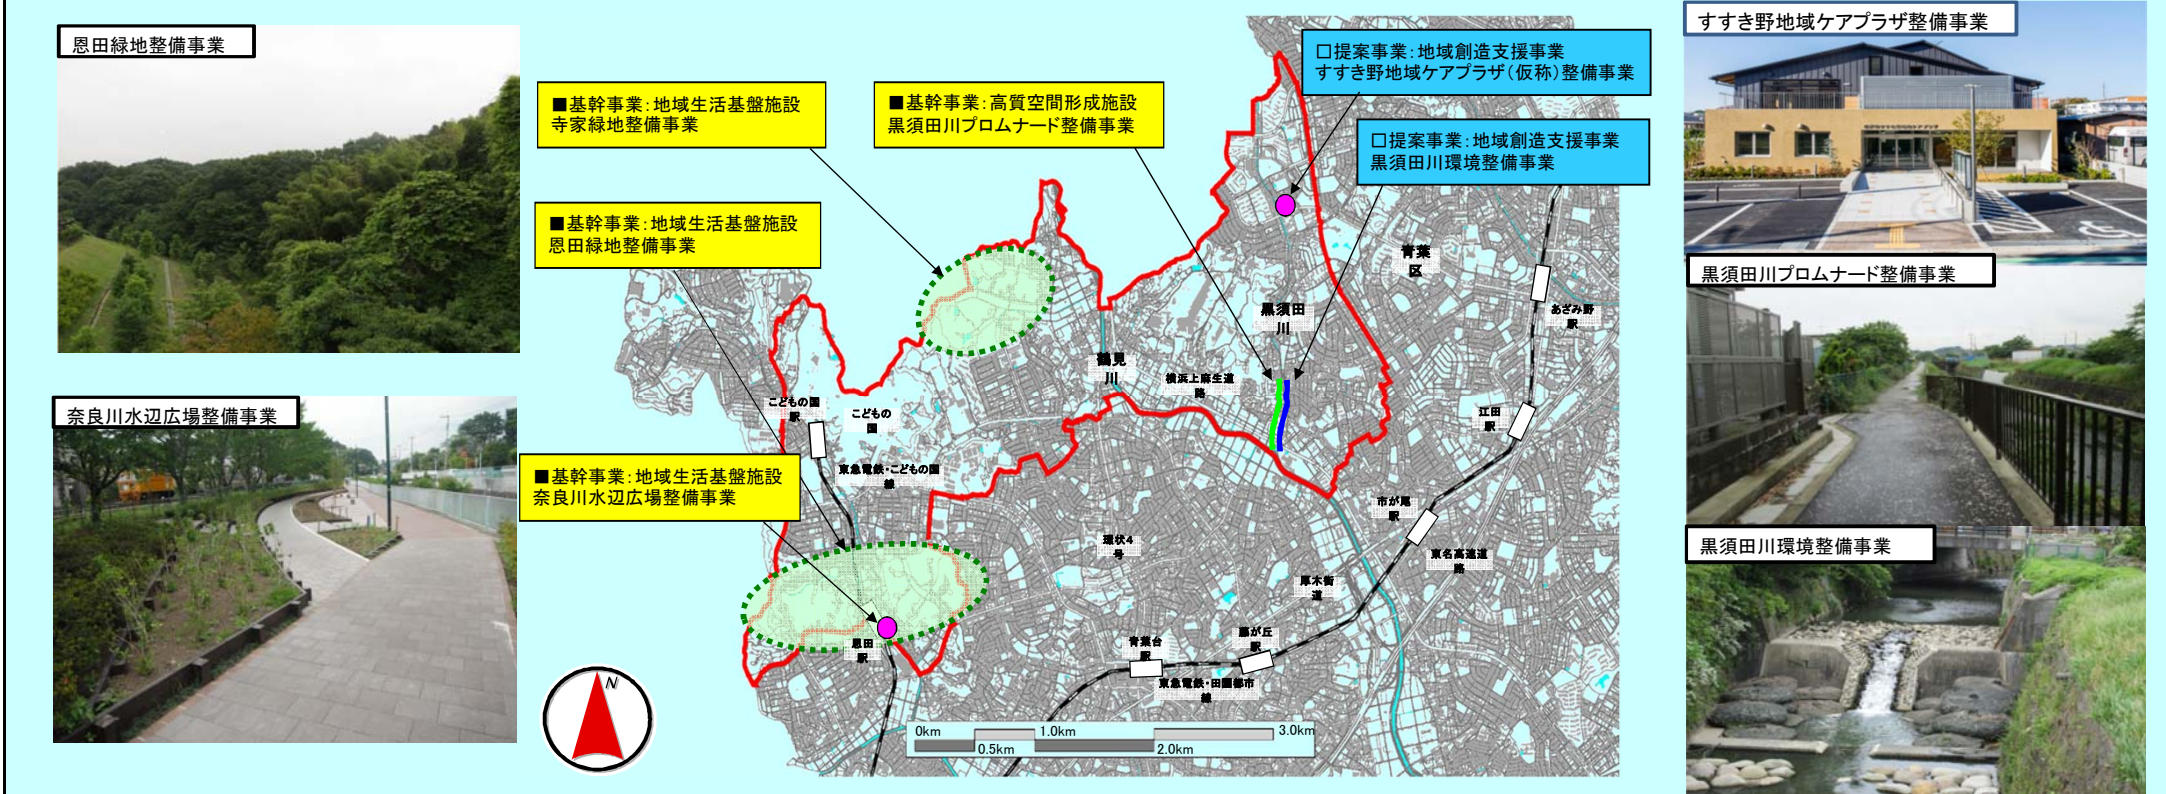 恩田緑地整備事業
奈良川水辺広場整備事業
■基幹事業:地域生活基盤施設
寺家緑地整備事業
■基幹事業:高質空間形成施設
黒須田川プロムナード整備事業
□提案事業:地域創造支援事業
すすき野地域ケアプラザ(仮称)整備事業
□提案事業:地域創造支援事業
黒須田川環境整備事業
■基幹事業:地域生活基盤施設
恩田緑地整備事業
■基幹事業:地域生活基盤施設
奈良川水辺広場整備事業
青葉
区
あざみ野
駅
黒須田
川
鶴見
川
横浜上麻生道
路
こどもの国
駅
こどもの
国
東急電鉄・こどもの国
線
江田
駅
市が尾
駅
東名高速道
路
環状4
号
厚木街
道
恩田
駅
青葉台
駅
藤が丘
駅
東急電鉄・田園都市
線
N
0km
1.0km
3.0km
0.5km
2.0km
すすき野地域ケアプラザ整備事業
黒須田川プロムナード整備事業
黒須田川環境整備事業